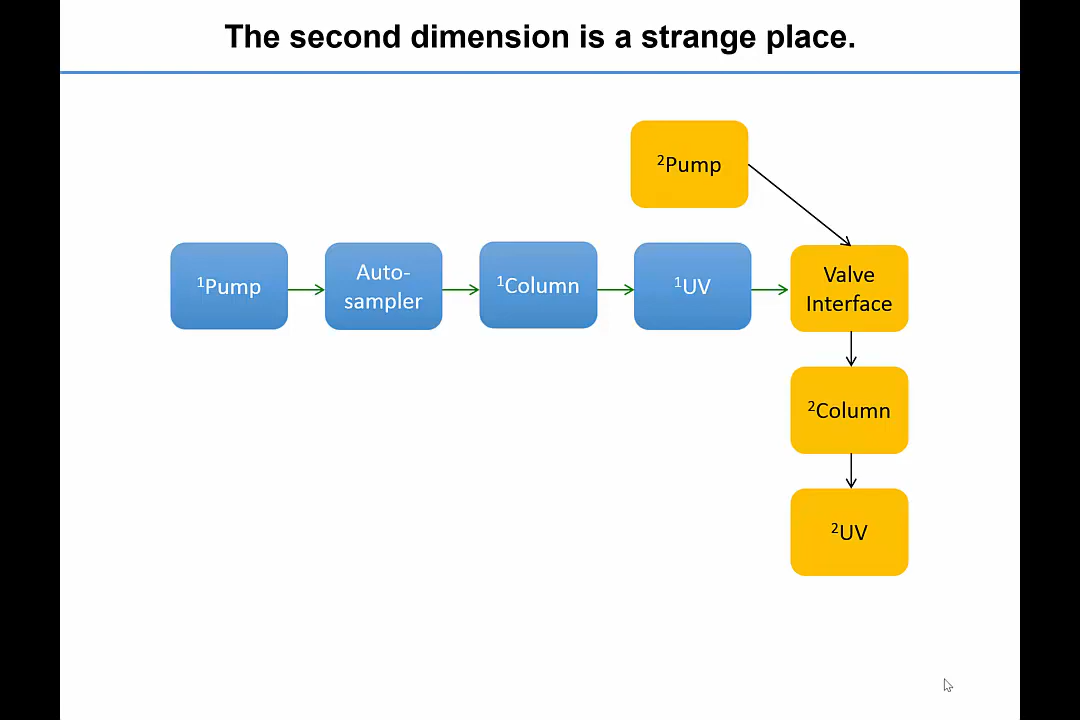 The second dimension is a strange place.
²Pump
¹Pump
Auto-
sampler
¹Column
¹UV
Valve
Interface
²Column
²UV